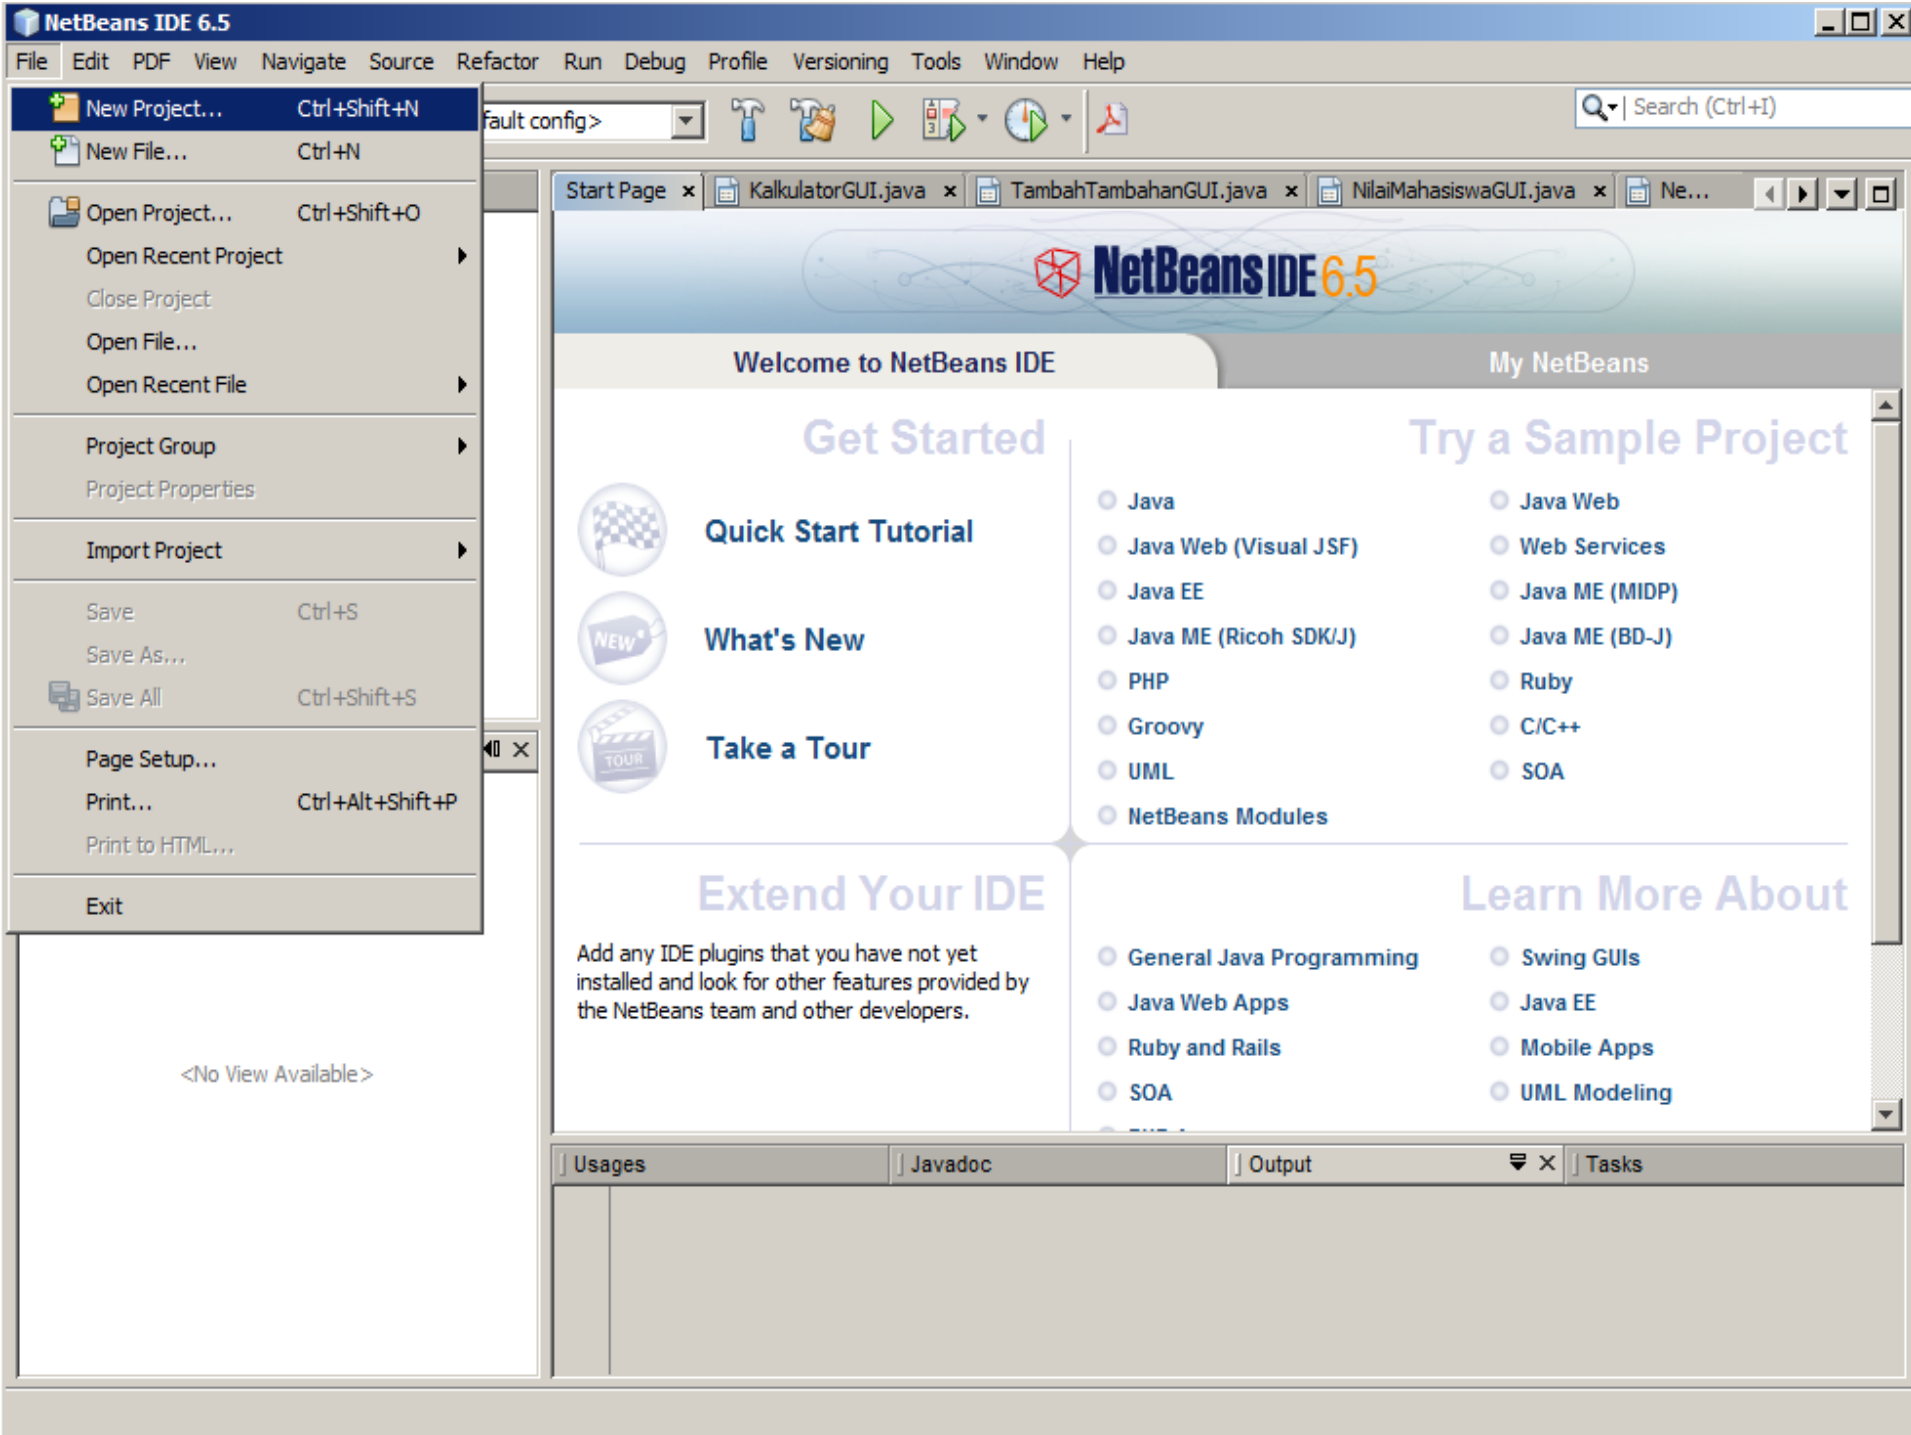 NetBeans IDE 6.5
File Edit PDF View Navigate Source Refactor Run Debug Profile Versioning Tools Window Help
New Project... Ctrl+Shift+N
New File... Ctrl+N
Open Project... Ctrl+Shift+O
Open Recent Project
Close Project
Open File...
Open Recent File
Project Group
Project Properties
Import Project
Save Ctrl+S
Save As...
Save All Ctrl+Shift+S
Page Setup...
Print... Ctrl+Alt+Shift+P
Print to HTML...
Exit
fault config>
Search (Ctrl+I)
Start Page KalkulatorGUI.java TambahTambahanGUI.java NilaiMahasiswaGUI.java Ne...
NetBeans IDE 6.5
Welcome to NetBeans IDE
My NetBeans
Get Started
Quick Start Tutorial
NEW
What's New
TOUR
Take a Tour
Try a Sample Project
Java Java Web
Java Web (Visual JSF) Web Services
Java EE Java ME (MIDP)
Java ME (Ricoh SDK/J) Java ME (BD-J)
PHP Ruby
Groovy C/C++
UML SOA
NetBeans Modules
Extend Your IDE
Add any IDE plugins that you have not yet
installed and look for other features provided by
the NetBeans team and other developers.
Learn More About
General Java Programming Swing GUIs
Java Web Apps Java EE
Ruby and Rails Mobile Apps
SOA UML Modeling
<No View Available>
Usages Javadoc Output Tasks